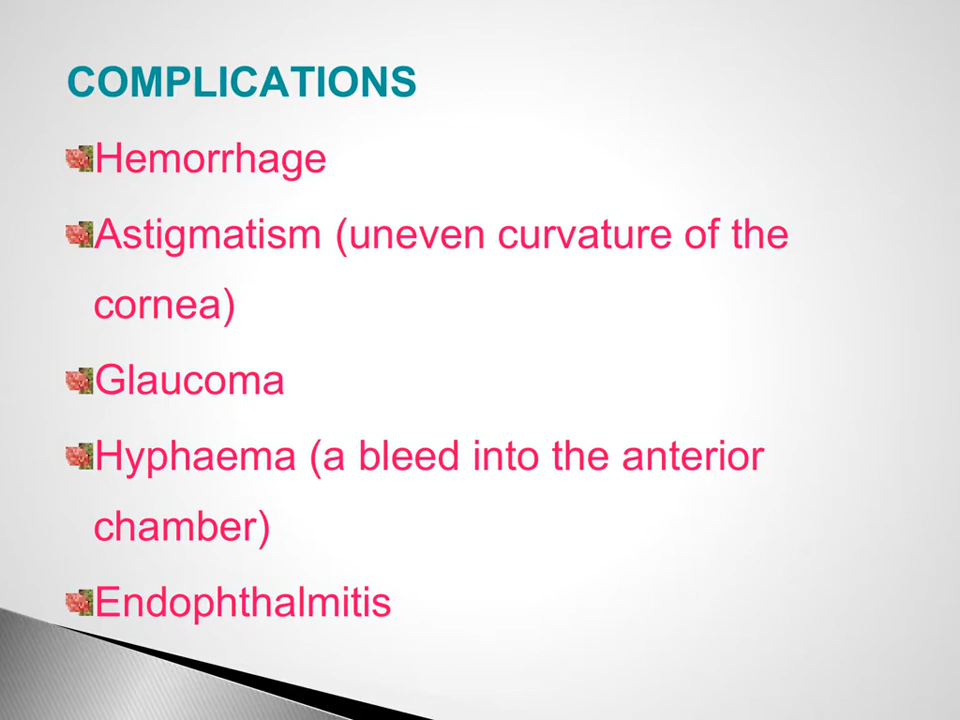 COMPLICATIONS
Hemorrhage
Astigmatism (uneven curvature of the
cornea)
Glaucoma
Hyphaema (a bleed into the anterior
chamber)
Endophthalmitis